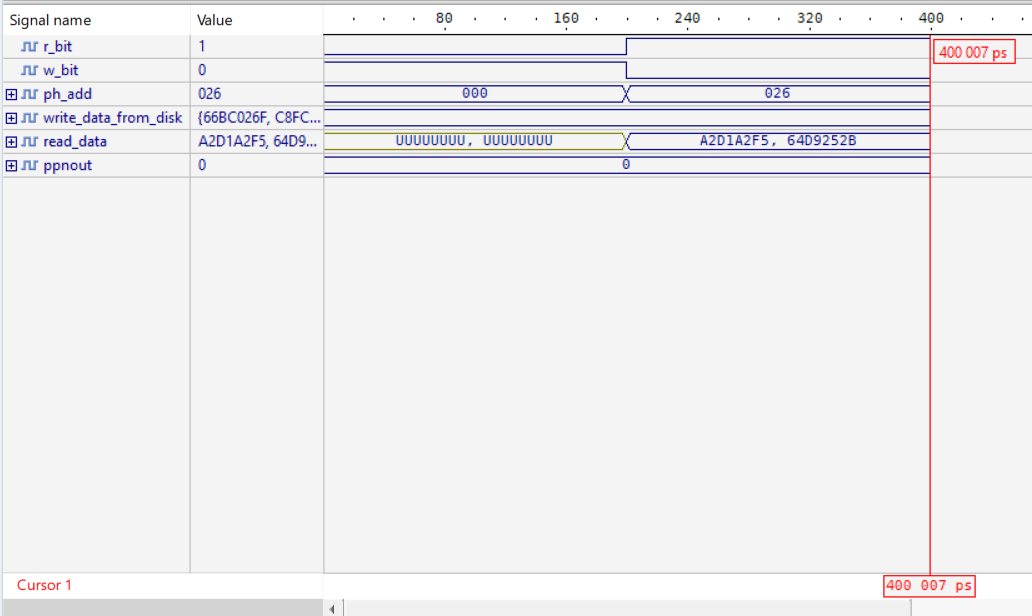 Signal name Value 80 160 240 320 400
r_bit 1 400 007 ps
w_bit 0
ph_add 026 000 026
write_data_from_disk {66BC026F, C8FC...
read_data A2D1A2F5, 64D9... UUUUUUUU, UUUUUUUU A2D1A2F5, 64D9252B
ppnout 0 0
Cursor 1 400 007 ps